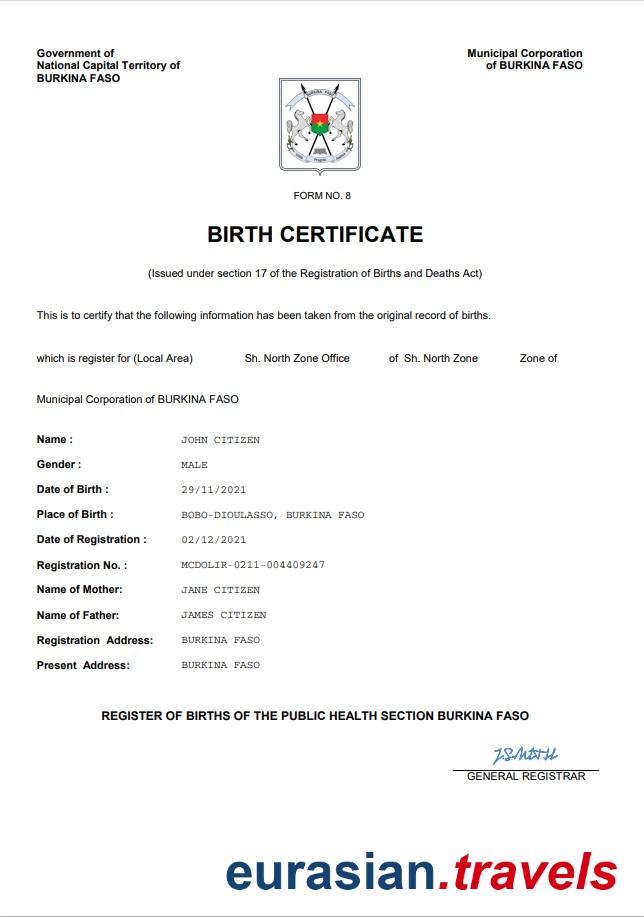 Government of
National Capital Territory of
BURKINA FASO
Municipal Corporation
of BURKINA FASO
BURKINA FASO
FORM NO. 8
BIRTH CERTIFICATE
(Issued under section 17 of the Registration of Births and Deaths Act)
This is to certify that the following information has been taken from the original record of births.
which is register for (Local Area) Sh. North Zone Office of Sh. North Zone Zone of
Municipal Corporation of BURKINA FASO
Name : JOHN CITIZEN
Gender : MALE
Date of Birth : 29/11/2021
Place of Birth : BOBO-DIOULASSO, BURKINA FASO
Date of Registration : 02/12/2021
Registration No. : MCDOLIR-0211-004409247
Name of Mother: JANE CITIZEN
Name of Father: JAMES CITIZEN
Registration Address: BURKINA FASO
Present Address: BURKINA FASO
REGISTER OF BIRTHS OF THE PUBLIC HEALTH SECTION BURKINA FASO
GENERAL REGISTRAR
eurasian.travels